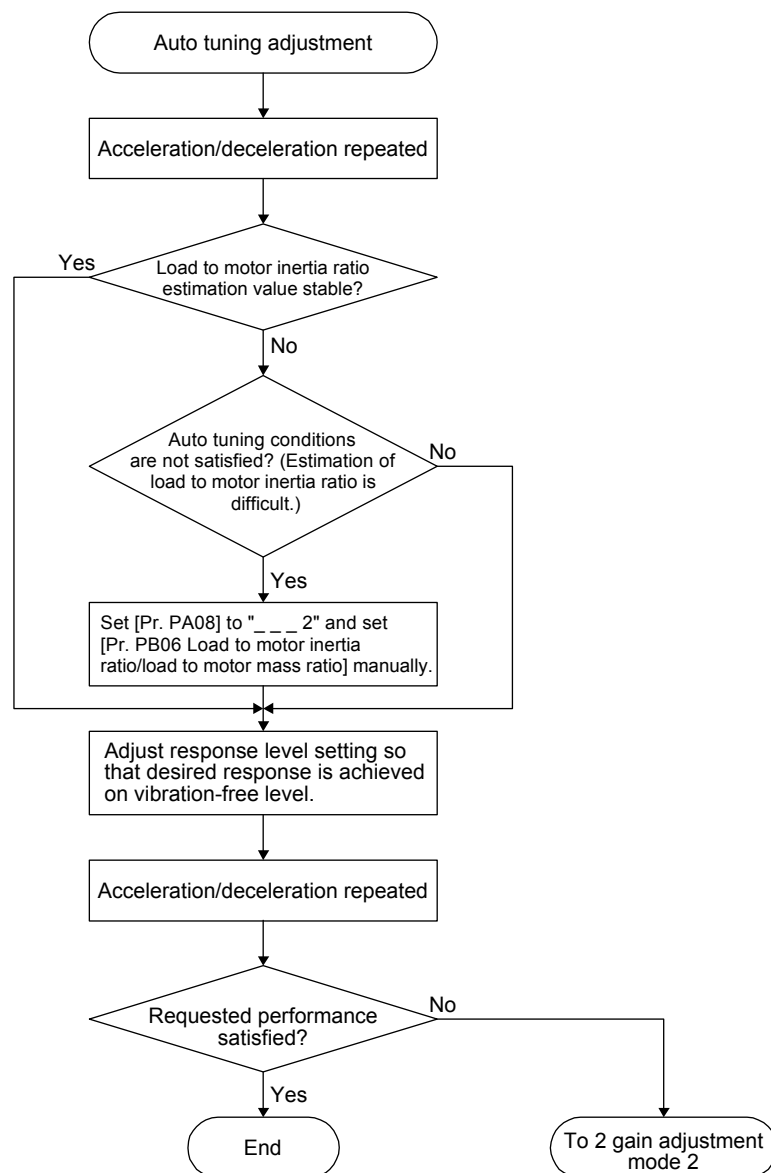 Auto tuning adjustment
Acceleration/deceleration repeated
Yes
Load to motor inertia ratio
estimation value stable?
No
Auto tuning conditions
are not satisfied? (Estimation of
load to motor inertia ratio is
difficult.)
No
Yes
Set [Pr. PA08] to "_ _ _ 2" and set
[Pr. PB06 Load to motor inertia
ratio/load to motor mass ratio] manually.
Adjust response level setting so
that desired response is achieved
on vibration-free level.
Acceleration/deceleration repeated
Requested performance
satisfied?
No
Yes
End
To 2 gain adjustment
mode 2